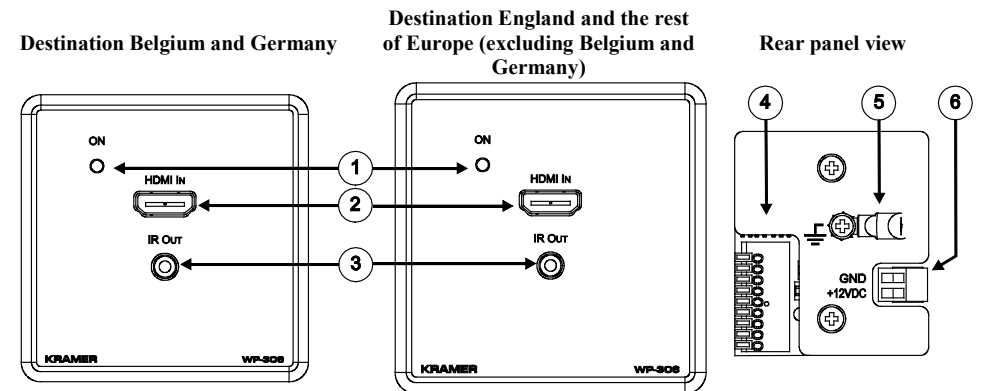 Destination Belgium and Germany
Destination England and the rest
of Europe (excluding Belgium and
Germany)
Rear panel view
ON
HDMI IN
IR OUT
KRAMER
WP-306
ON
HDMI IN
IR OUT
KRAMER
WP-306
1
2
3
4
5
6
GND
+12VDC